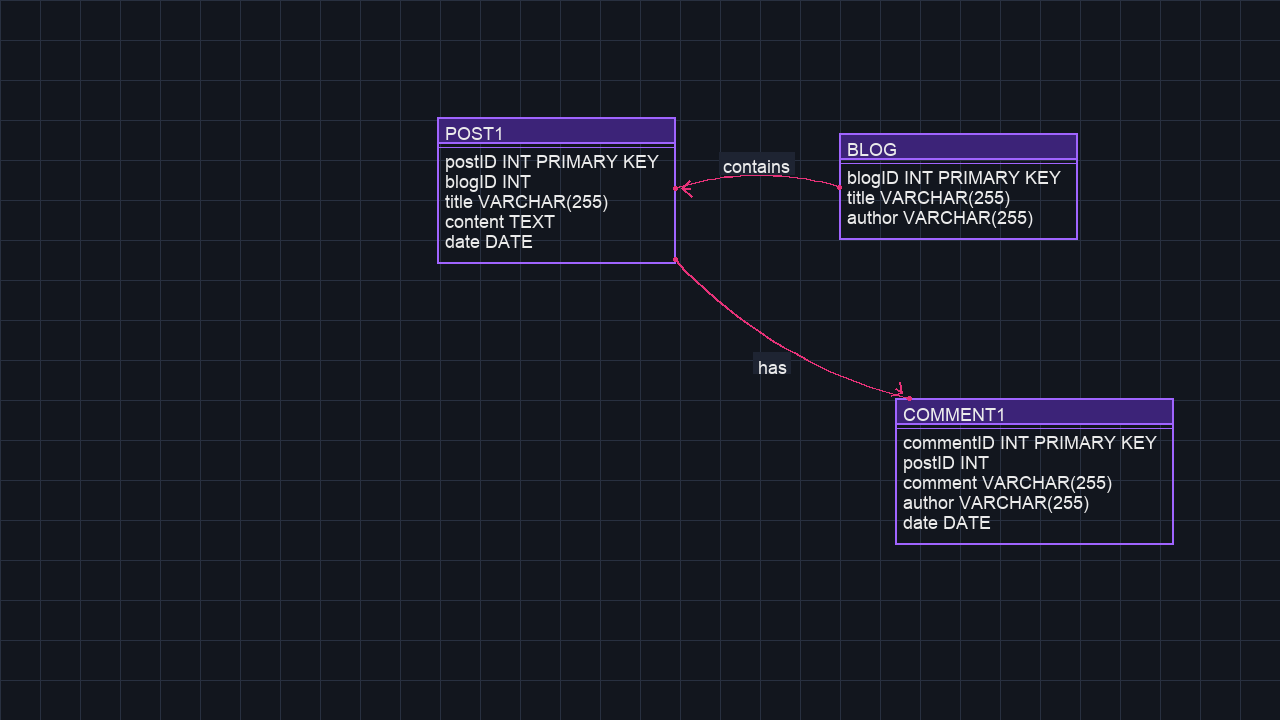 POST1
postID INT PRIMARY KEY
blogID INT
title VARCHAR(255)
content TEXT
date DATE
contains
BLOG
blogID INT PRIMARY KEY
title VARCHAR(255)
author VARCHAR(255)
has
COMMENT1
commentID INT PRIMARY KEY
postID INT
comment VARCHAR(255)
author VARCHAR(255)
date DATE